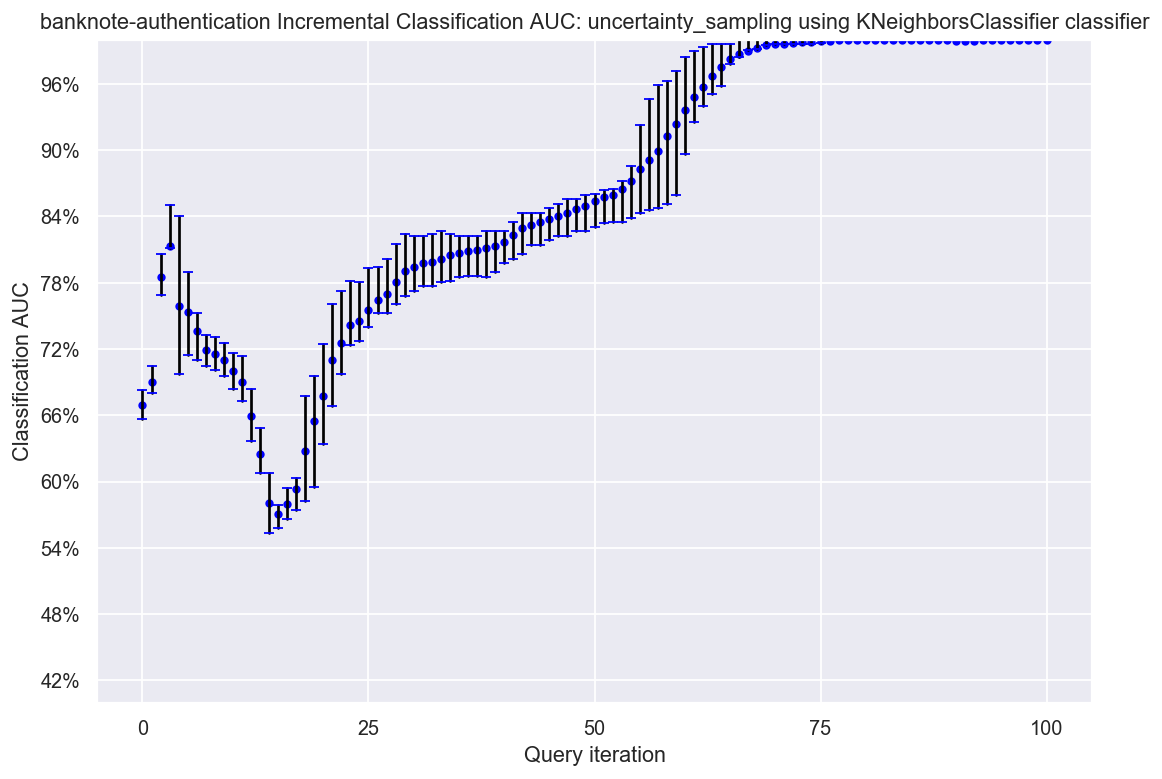 banknote-authentication Incremental Classification AUC: uncertainty_sampling using KNeighborsClassifier classifier
96%
90%
84%
78%
72%
66%
60%
54%
48%
42%
Classification AUC
0 25 50 75 100
Query iteration